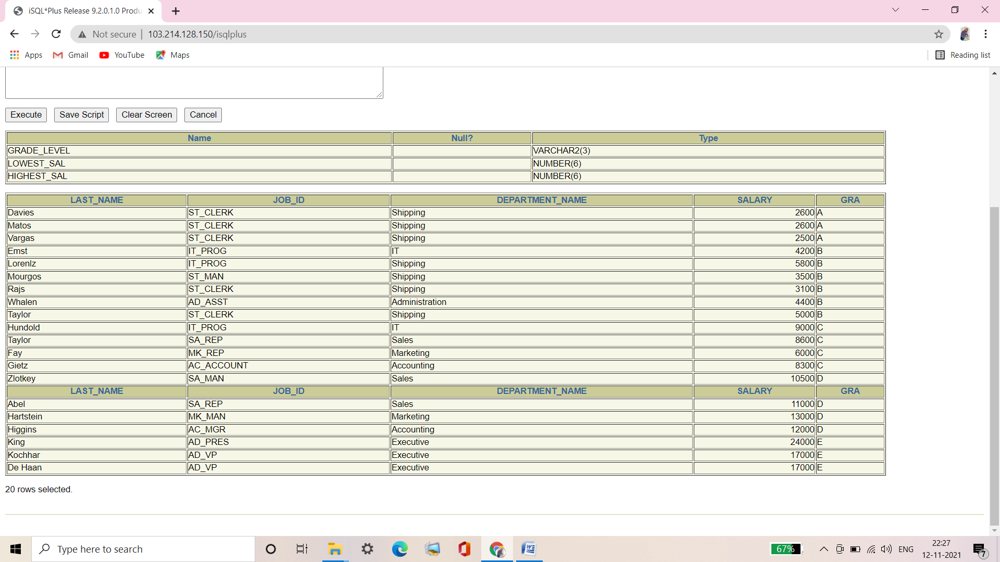 iSQL*Plus Release 9.2.0.1.0 Produ
Not secure | 103.214.128.150/isqlplus
Apps Gmail YouTube Maps Reading list
Execute Save Script Clear Screen Cancel
Name Null? Type
GRADE_LEVEL VARCHAR2(3)
LOWEST_SAL NUMBER(6)
HIGHEST_SAL NUMBER(6)
LAST_NAME JOB_ID DEPARTMENT_NAME SALARY GRA
Davies ST_CLERK Shipping 2600 A
Matos ST_CLERK Shipping 2600 A
Vargas ST_CLERK Shipping 2500 A
Emst IT_PROG IT 4200 B
Lorenlz IT_PROG Shipping 5800 B
Mourgos ST_MAN Shipping 3500 B
Rajs ST_CLERK Shipping 3100 B
Whalen AD_ASST Administration 4400 B
Taylor ST_CLERK Shipping 5000 B
Hundold IT_PROG IT 9000 C
Taylor SA_REP Sales 8600 C
Fay MK_REP Marketing 6000 C
Gietz AC_ACCOUNT Accounting 8300 C
Zlotkey SA_MAN Sales 10500 D
LAST_NAME JOB_ID DEPARTMENT_NAME SALARY GRA
Abel SA_REP Sales 11000 D
Hartstein MK_MAN Marketing 13000 D
Higgins AC_MGR Accounting 12000 D
King AD_PRES Executive 24000 E
Kochhar AD_VP Executive 17000 E
De Haan AD_VP Executive 17000 E
20 rows selected.
Type here to search 67% ENG 22:27
12-11-2021 7